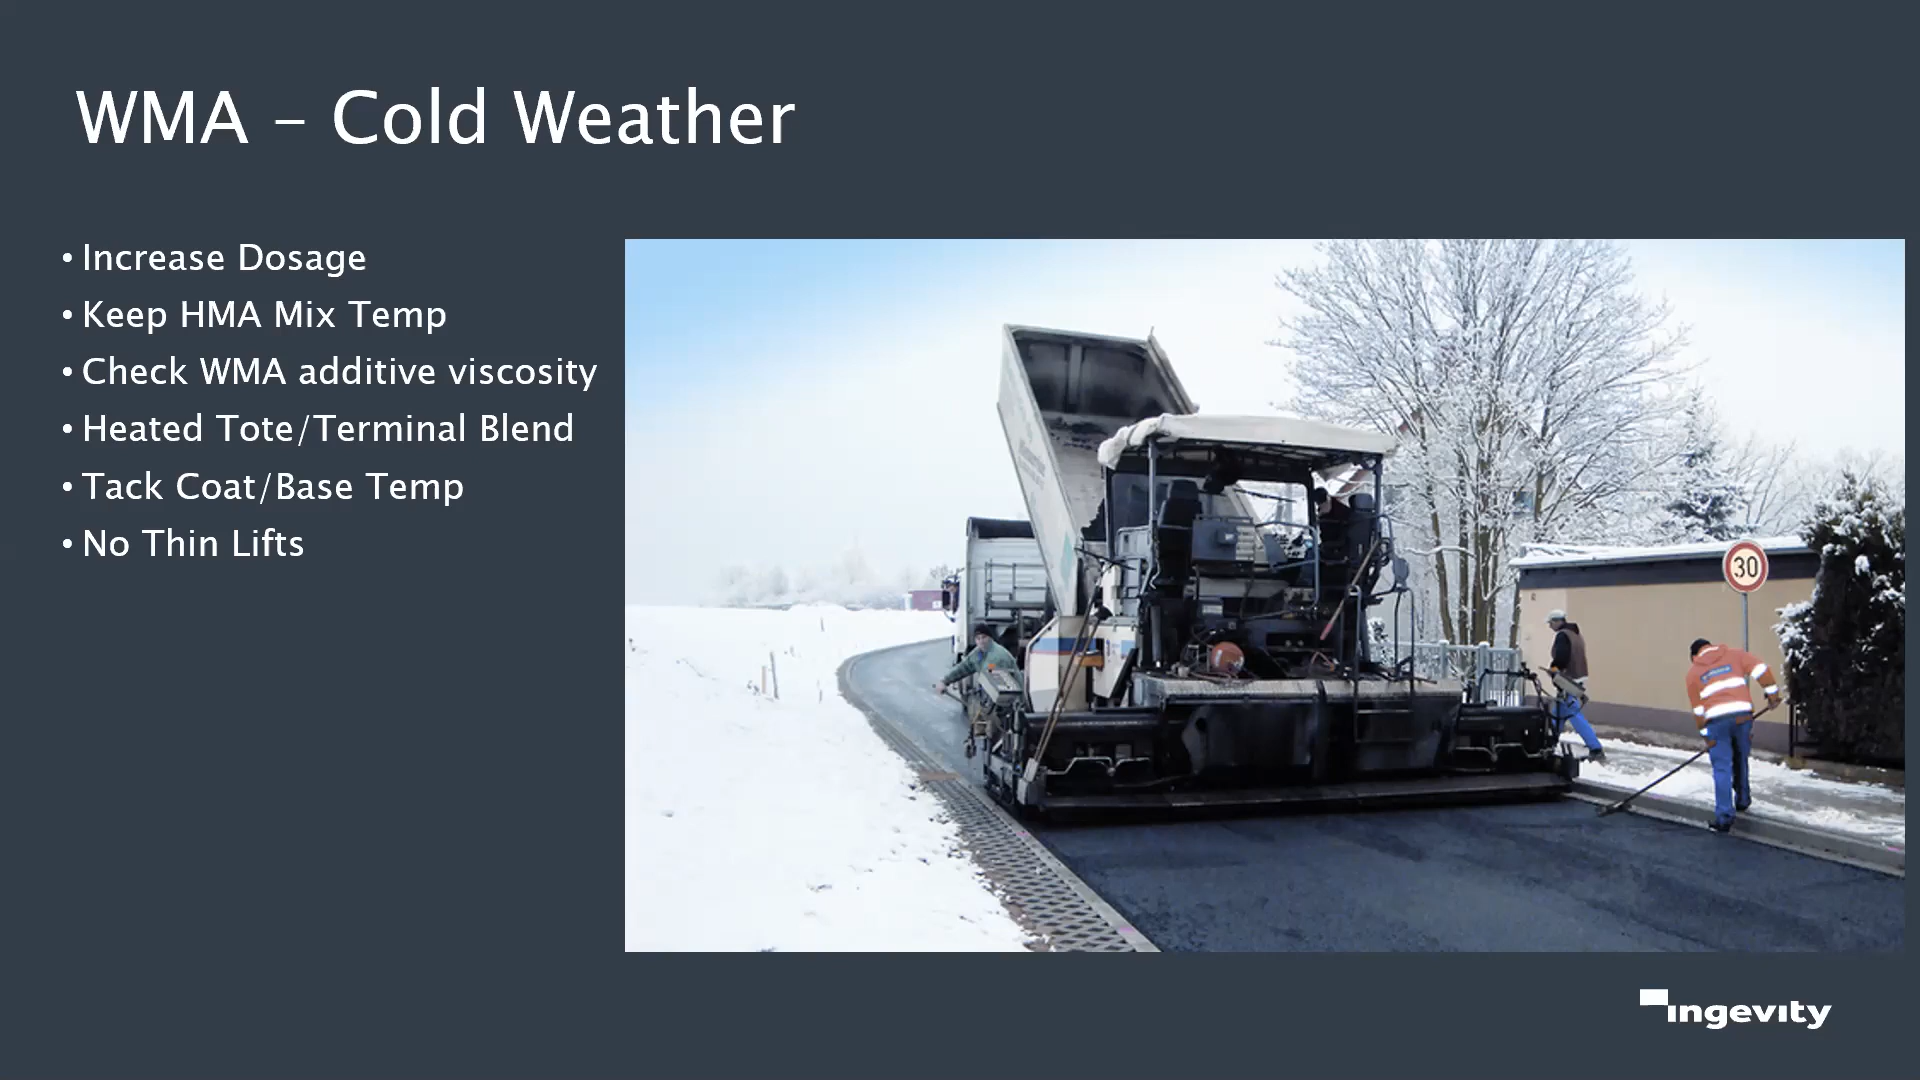 WMA – Cold Weather
• Increase Dosage
• Keep HMA Mix Temp
• Check WMA additive viscosity
• Heated Tote/Terminal Blend
• Tack Coat/Base Temp
• No Thin Lifts
30
ingevity